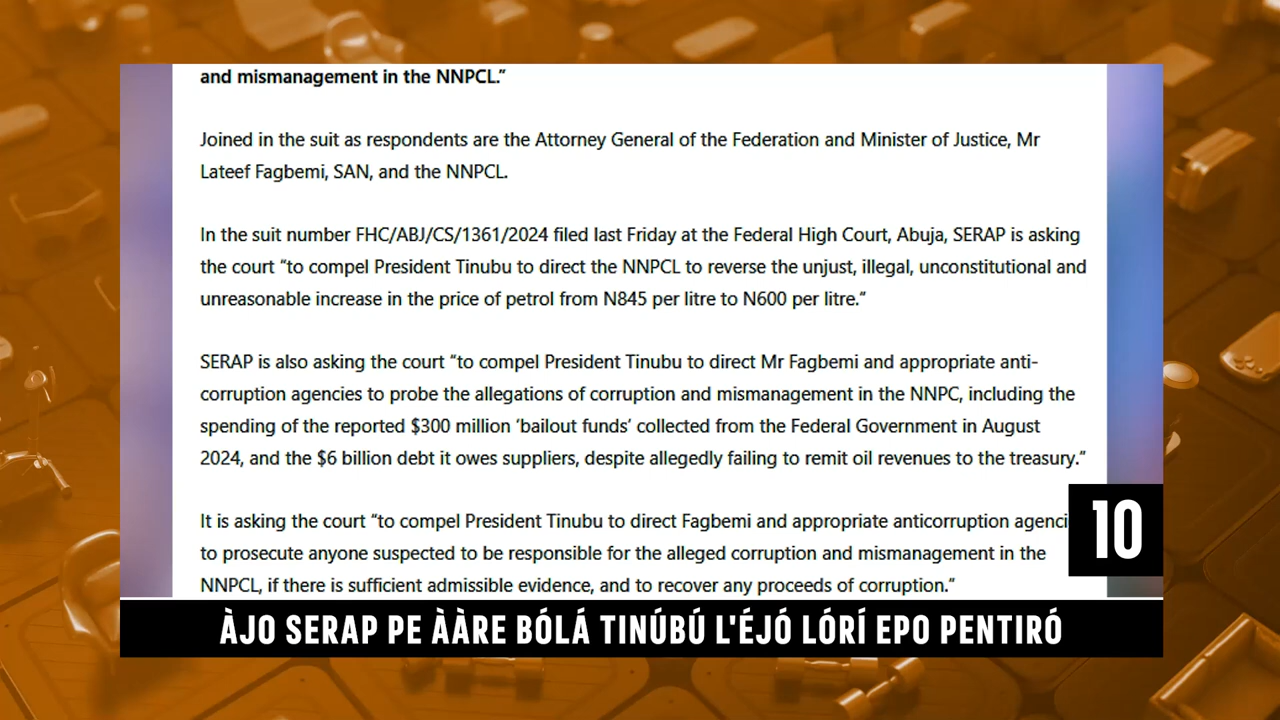 and mismanagement in the NNPCL.”
Joined in the suit as respondents are the Attorney General of the Federation and Minister of Justice, Mr
Lateef Fagbemi, SAN, and the NNPCL.
In the suit number FHC/ABJ/CS/1361/2024 filed last Friday at the Federal High Court, Abuja, SERAP is asking
the court “to compel President Tinubu to direct the NNPCL to reverse the unjust, illegal, unconstitutional and
unreasonable increase in the price of petrol from N845 per litre to N600 per litre.”
SERAP is also asking the court “to compel President Tinubu to direct Mr Fagbemi and appropriate anti-
corruption agencies to probe the allegations of corruption and mismanagement in the NNPC, including the
spending of the reported $300 million ‘bailout funds’ collected from the Federal Government in August
2024, and the $6 billion debt it owes suppliers, despite allegedly failing to remit oil revenues to the treasury.”
It is asking the court “to compel President Tinubu to direct Fagbemi and appropriate anticorruption agenci
to prosecute anyone suspected to be responsible for the alleged corruption and mismanagement in the
NNPCL, if there is sufficient admissible evidence, and to recover any proceeds of corruption.”
10
ÀJO SERAP PE ÀÀRE BÓLÁ TINÚBÚ L'ÉJÓ LÓRÍ EPO PENTIRÓ